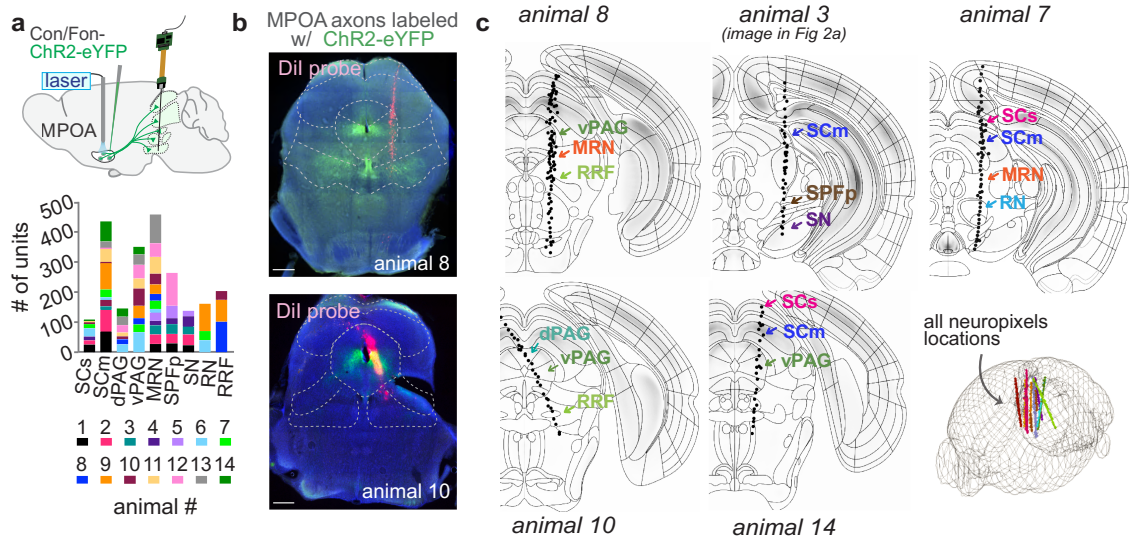 a
Con/Fon-
ChR2-eYFP
laser
MPOA
# of units
500
400
300
200
100
0
SCs
SCm
dPAG
vPAG
MRN
SPFp
SN
RN
RRF
1 2 3 4 5 6 7
8 9 10 11 12 13 14
animal #
b
MPOA axons labeled
w/ ChR2-eYFP
DiI probe
animal 8
DiI probe
animal 10
c
animal 8
vPAG
MRN
RRF
animal 3
(image in Fig 2a)
SCm
SPFp
SN
animal 7
SCs
SCm
MRN
RN
dPAG
vPAG
RRF
animal 10
SCs
SCm
vPAG
animal 14
all neuropixels
locations